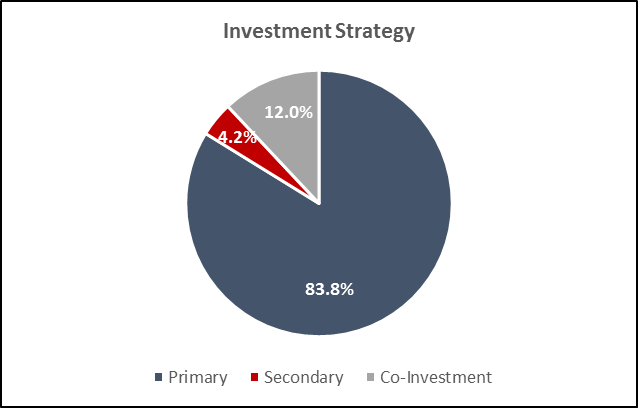 Investment Strategy
12.0%
4.2%
83.8%
Primary Secondary Co-Investment